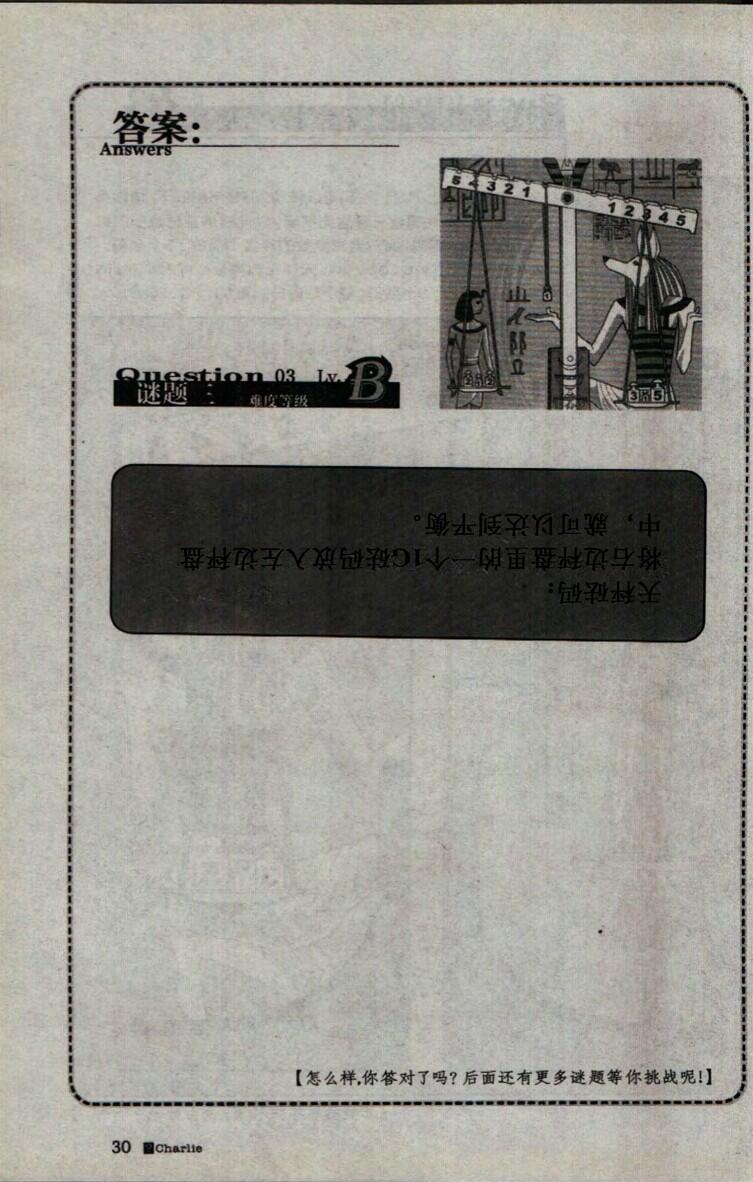 答案：
Answers
5 4 3 2 1
1 2 3 4 5
3 5
Question 03 Lv. B
谜题三 难度等级
天秤砝码：
将右边秤盘里的一个1G砝码放入左边秤盘
中，就可以达到平衡。
【怎么样,你答对了吗？后面还有更多谜题等你挑战呢!】
30 Charlie